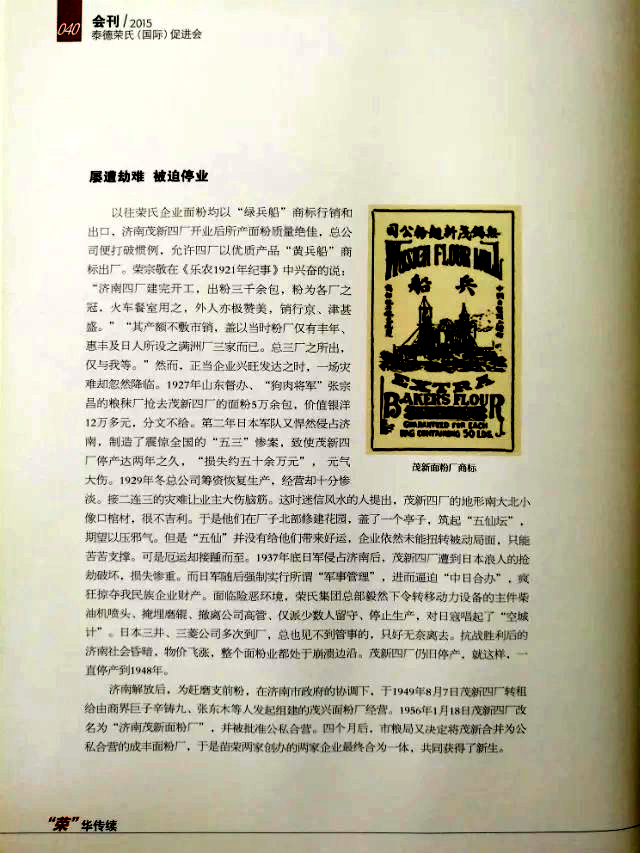 040
会刊/2015
泰德荣氏（国际）促进会
屡遭劫难 被迫停业
以往荣氏企业面粉均以“绿兵船”商标行销和
出口，济南茂新四厂开业后所产面粉质量绝佳，总公
司便打破惯例，允许四厂以优质产品“黄兵船”商
标出厂。荣宗敬在《乐农1921年纪事》中兴奋的说：
“济南四厂建完开工，出粉三千余包，粉为各厂之
冠，火车餐室用之，外人亦极赞美，销行京、津甚
盛。”“其产额不敷市销，盖以当时粉厂仅有丰年、
惠丰及日人所设之满洲厂三家而已。总三厂之所出，
仅与我等。”然而，正当企业兴旺发达之时，一场灾
难却忽然降临。1927年山东督办、“狗肉将军”张宗
昌的粮秣厂抢去茂新四厂的面粉5万余包，价值银洋
12万多元，分文不给。第二年日本军队又悍然侵占济
南，制造了震惊全国的“五三”惨案，致使茂新四
厂停产达两年之久，“损失约五十余万元”，元气
大伤。1929年冬总公司筹资恢复生产，经营却十分惨
淡。接二连三的灾难让业主大伤脑筋。这时迷信风水的人提出，茂新四厂的地形南大北小
像口棺材，很不吉利。于是他们在厂子北部修建花园，盖了一个亭子，筑起“五仙坛”，
期望以压邪气。但是“五仙”并没有给他们带来好运，企业依然未能扭转被动局面，只能
苦苦支撑。可是厄运却接踵而至。1937年底日军侵占济南后，茂新四厂遭到日本浪人的抢
劫破坏，损失惨重。而日军随后强制实行所谓“军事管理”，进而逼迫“中日合办”，疯
狂掠夺我民族企业财产。面临险恶环境，荣氏集团总部毅然下令转移动力设备的主件柴
油机喷头、掩埋磨辊、撤离公司高管、仅派少数人留守、停止生产，对日寇唱起了“空城
计”。日本三井、三菱公司多次到厂，总也见不到管事的，只好无奈离去。抗战胜利后的
济南社会昏暗，物价飞涨，整个面粉业都处于崩溃边沿。茂新四厂仍旧停产，就这样，一
直停产到1948年。
济南解放后，为赶磨支前粉，在济南市政府的协调下，于1949年8月7日茂新四厂转租
给由商界巨子辛铸九、张东木等人发起组建的茂兴面粉厂经营。1956年1月18日茂新四厂改
名为“济南茂新面粉厂”，并被批准公私合营。四个月后，市粮局又决定将茂新合并为公
私合营的成丰面粉厂，于是苗荣两家创办的两家企业最终合为一体，共同获得了新生。
司公粉麵新茂錫無
WUSIEH FLOUR MILL
船 兵
EXTRA
BAKERS FLOUR
GUARANTEED FOR EACH
BAG CONTAINING 50 LBS.
茂新面粉厂商标
“荣”华传续